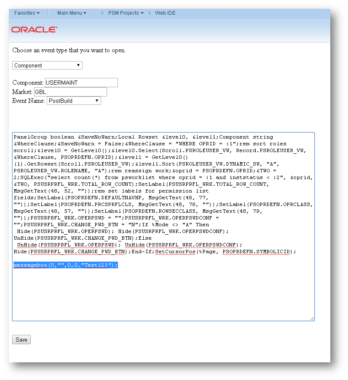 Favorites ▾ Main Menu ▾ > PSM Projects ▾ > Web IDE
ORACLE'
Choose an event type that you want to open.
Component
Component: USERMAINT
Market: GBL
Event Name: PostBuild
PanelGroup boolean &SaveNoWarn;Local Rowset &level0, &level1;Component string
&WhereClause;&SaveNoWarn = False;&WhereClause = "WHERE OPRID = :1";rem sort roles
scroll;&level0 = GetLevel0();&level0.Select(Scroll.PSROLEUSER_VW, Record.PSROLEUSER_VW,
&WhereClause, PSOPRDEFN.OPRID);&level1 = GetLevel0()
(1).GetRowset(Scroll.PSROLEUSER_VW);&level1.Sort(PSROLEUSER_VW.DYNAMIC_SW, "A",
PSROLEUSER_VW.ROLENAME, "A");rem reassign work;&oprid = PSOPRDEFN.OPRID;&TWO =
2;SQLExec("select count(*) from psworklist where oprid = :1 and inststatus < :2", &oprid,
&TWO, PSUSRPRFL_WRK.TOTAL_ROW_COUNT);SetLabel(PSUSRPRFL_WRK.TOTAL_ROW_COUNT,
MsgGetText(48, 52, ""));rem set labels for permission list
fields;SetLabel(PSOPRDEFN.DEFAULTNAVHP, MsgGetText(48, 77,
""));SetLabel(PSOPRDEFN.PRCSPRFLCLS, MsgGetText(48, 78, ""));SetLabel(PSOPRDEFN.OPRCLASS,
MsgGetText(48, 57, ""));SetLabel(PSOPRDEFN.ROWSECCLASS, MsgGetText(48, 79,
""));PSUSRPRFL_WRK.OPERPSWD = "";PSUSRPRFL_WRK.OPERPSWDCONF =
"";PSUSRPRFL_WRK.CHANGE_PWD_BTN = "N";If %Mode <> "A" Then
Hide(PSUSRPRFL_WRK.OPERPSWD); Hide(PSUSRPRFL_WRK.OPERPSWDCONF);
UnHide(PSUSRPRFL_WRK.CHANGE_PWD_BTN);Else
UnHide(PSUSRPRFL_WRK.OPERPSWD); UnHide(PSUSRPRFL_WRK.OPERPSWDCONF);
Hide(PSUSRPRFL_WRK.CHANGE_PWD_BTN);End-If;SetCursorPos(%Page, PSOPRDEFN.SYMBOLICID);
messagebox(0,"",0,0,"Test123");
Save